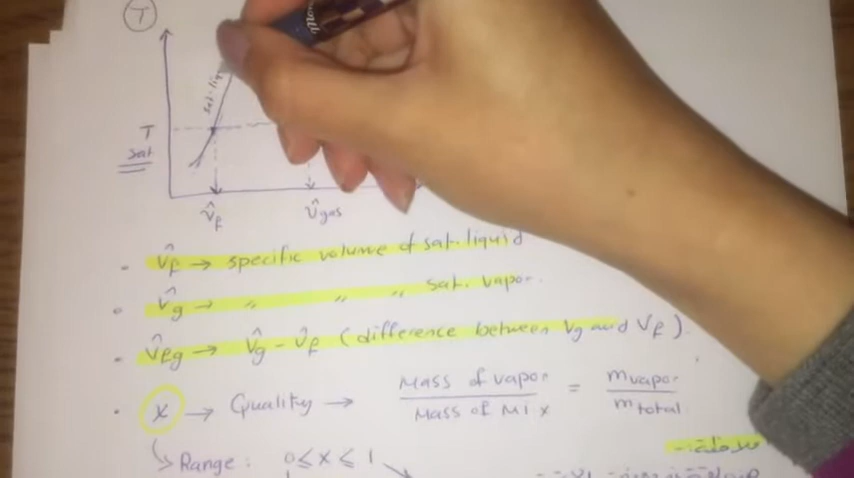 T
sat-liq
T
sat
v̂f v̂gas
- v̂f → specific volume of sat. liquid
v̂g → " " " sat. vapor.
v̂fg → v̂g - v̂f (difference between vg and vf).
x → Quality → Mass of vapor / Mass of Mix = mvapor / mtotal
Range: 0≤x≤1